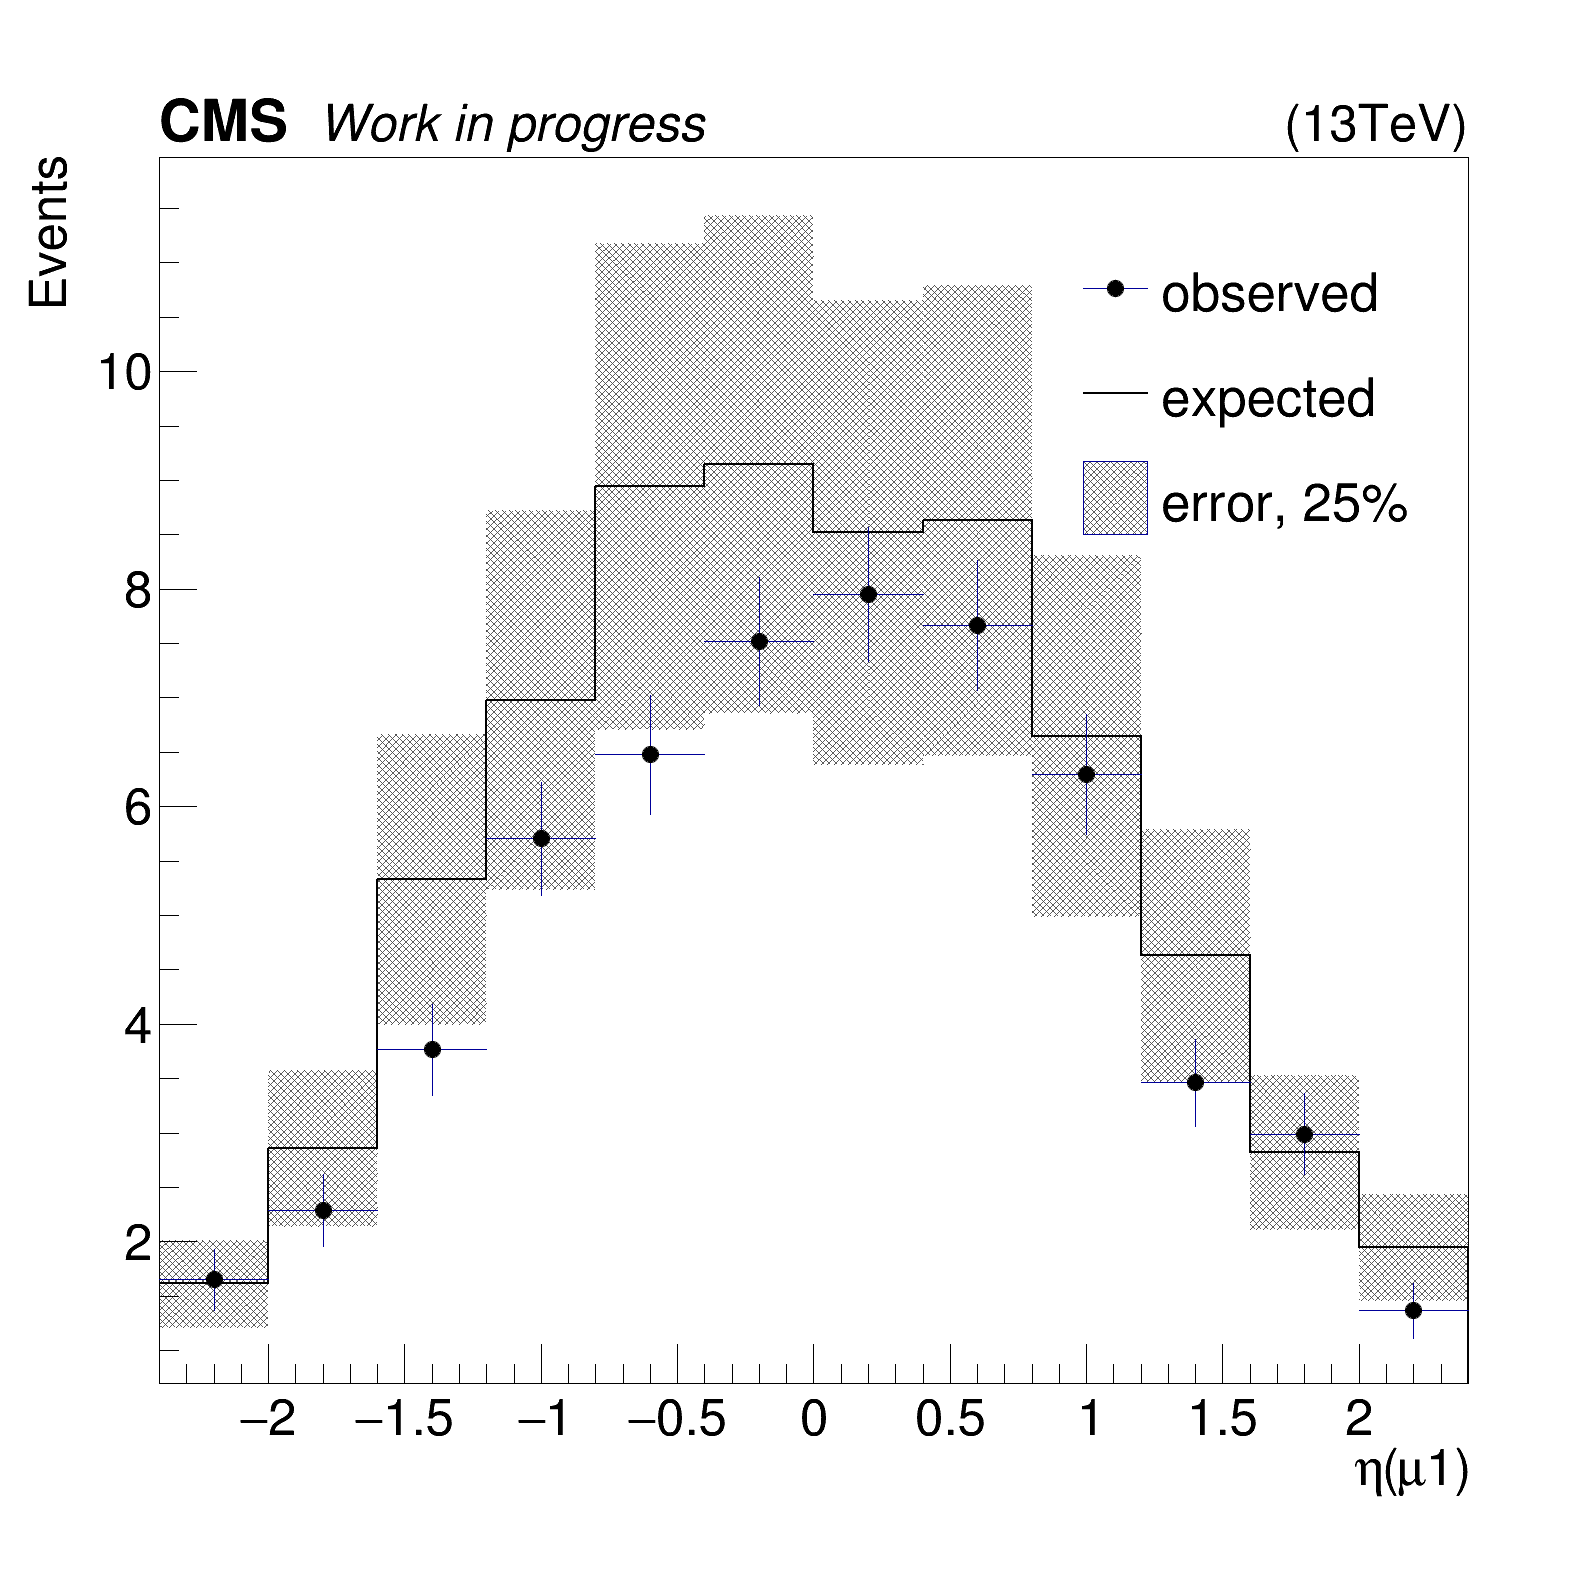 CMS Work in progress (13TeV)
Events
observed
expected
error, 25%
10
8
6
4
2
−2 −1.5 −1 −0.5 0 0.5 1 1.5 2
η(μ1)